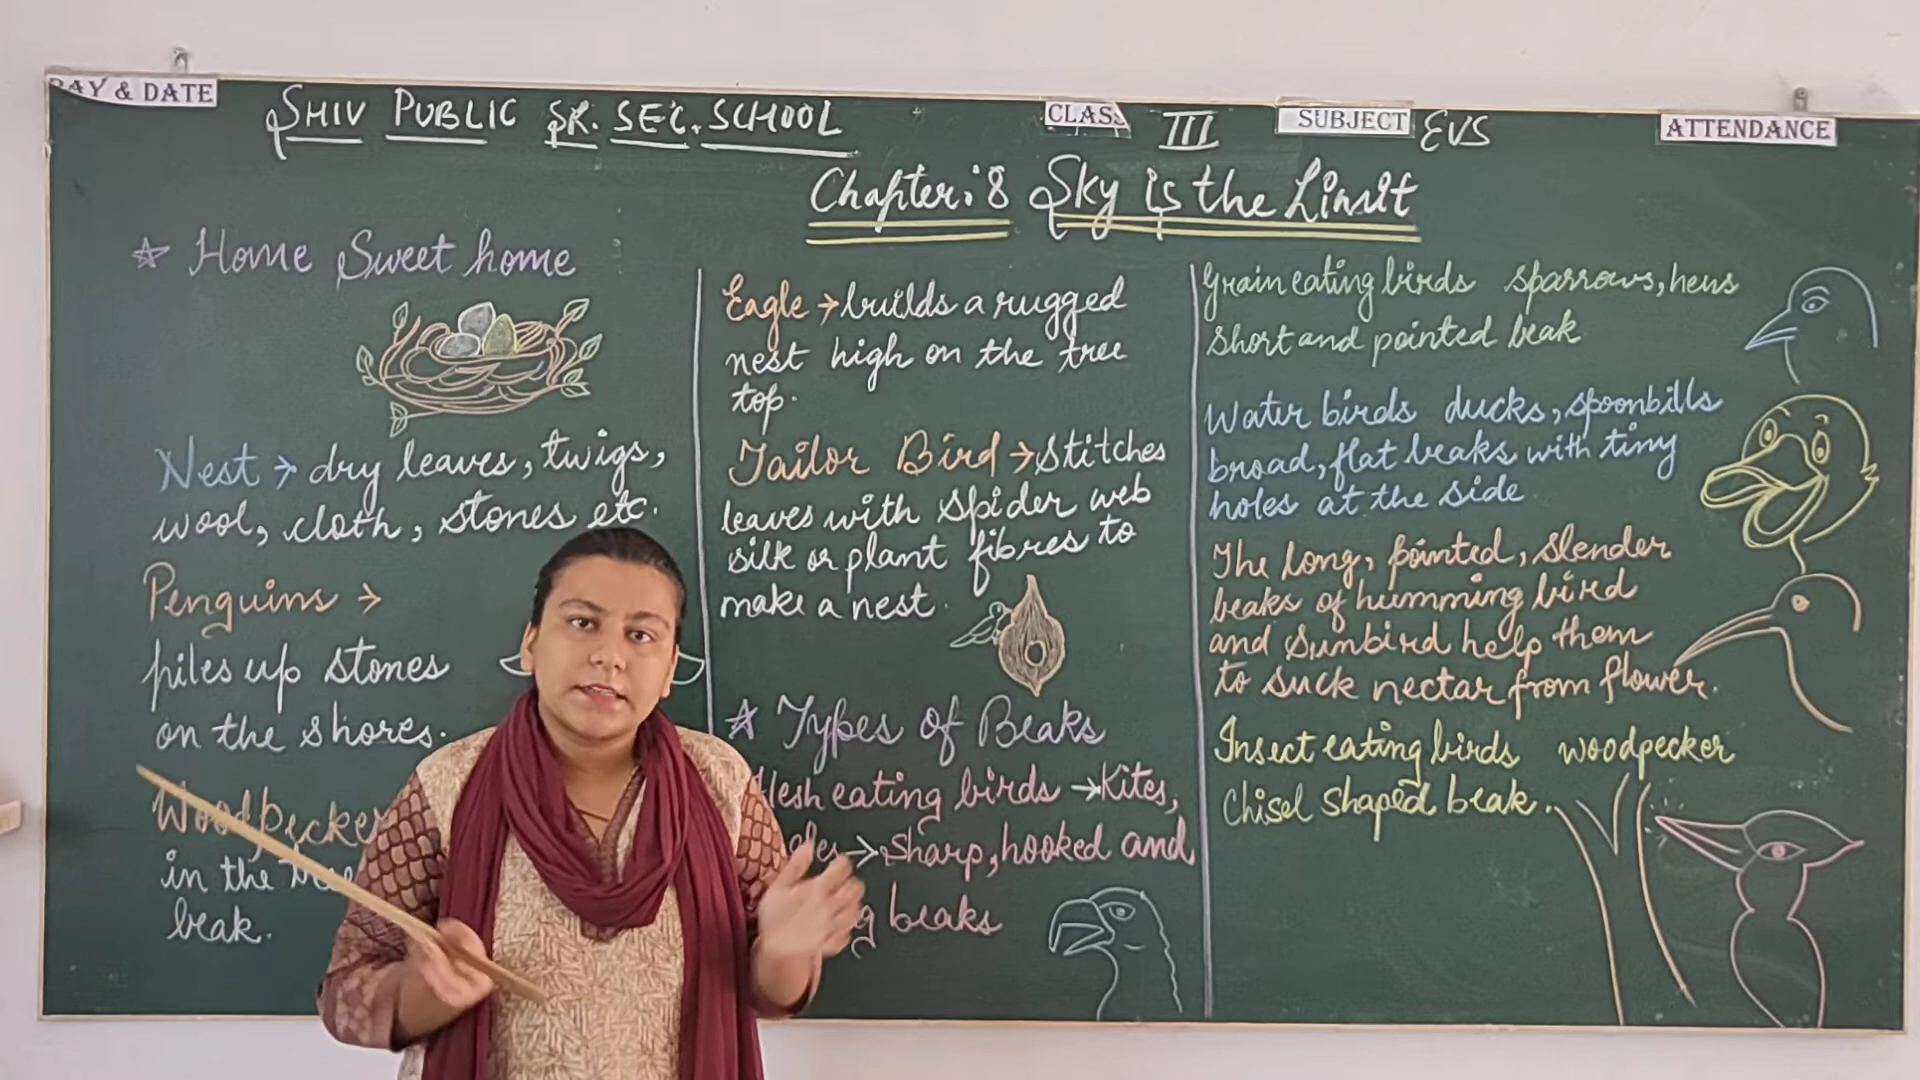 DAY & DATE
SHIV PUBLIC SR. SEC. SCHOOL
CLASS III
SUBJECT EVS
ATTENDANCE
Chapter: 8 Sky is the Limit
Home Sweet home
Nest → dry leaves, twigs,
wool, cloth, stones etc.
Penguins →
piles up stones
on the shores.
Woodpecker
in the
beak.
Eagle → builds a rugged
nest high on the tree
top.
Tailor Bird → stitches
leaves with spider web
silk or plant fibres to
make a nest.
Types of Beaks
flesh eating birds → Kites,
→ sharp, hooked and
beaks
Grain eating birds sparrows, hens
short and pointed beak
Water birds ducks, spoonbills
broad, flat beaks with tiny
holes at the side
The long, pointed, slender
beaks of humming bird
and sunbird help them
to suck nectar from flower.
Insect eating birds woodpecker
Chisel shaped beak.